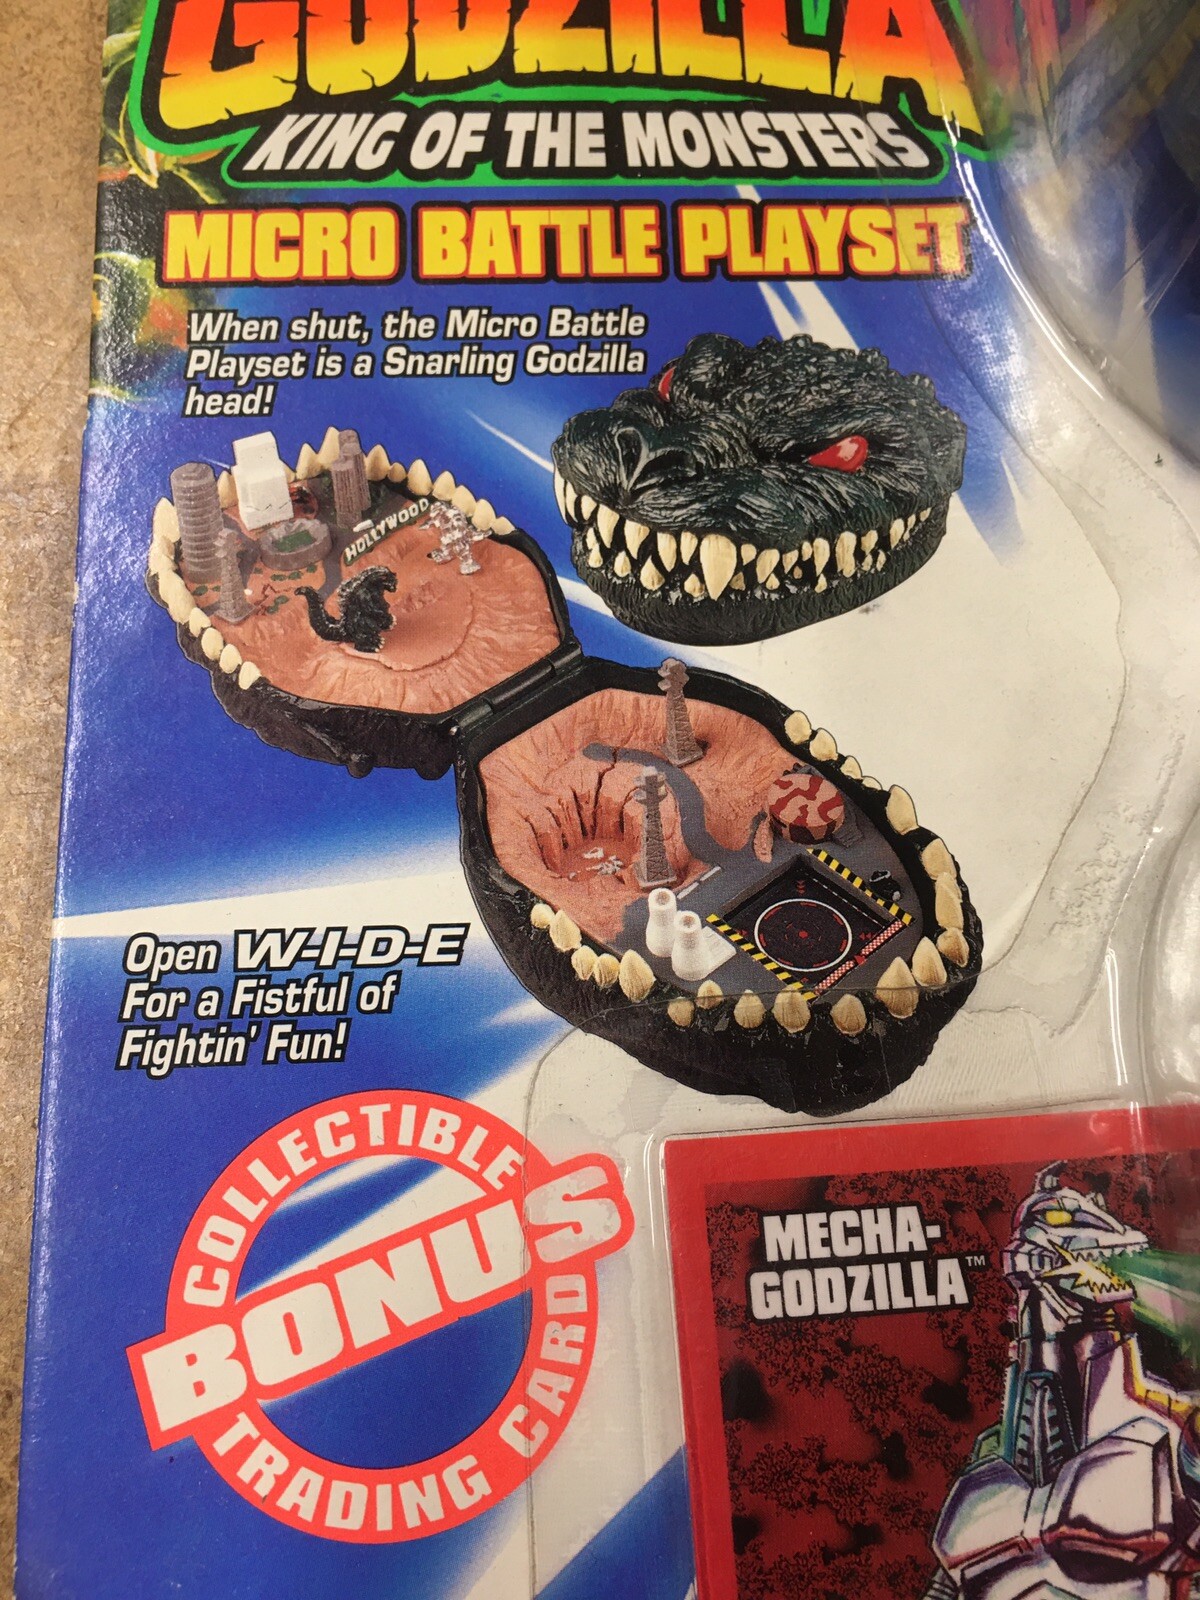 GODZILLA
KING OF THE MONSTERS
MICRO BATTLE PLAYSET
When shut, the Micro Battle
Playset is a Snarling Godzilla
head!
HOLLYWOOD
Open W-I-D-E
For a Fistful of
Fightin' Fun!
COLLECTIBLE
BONUS
TRADING CARD
MECHA-
GODZILLA™